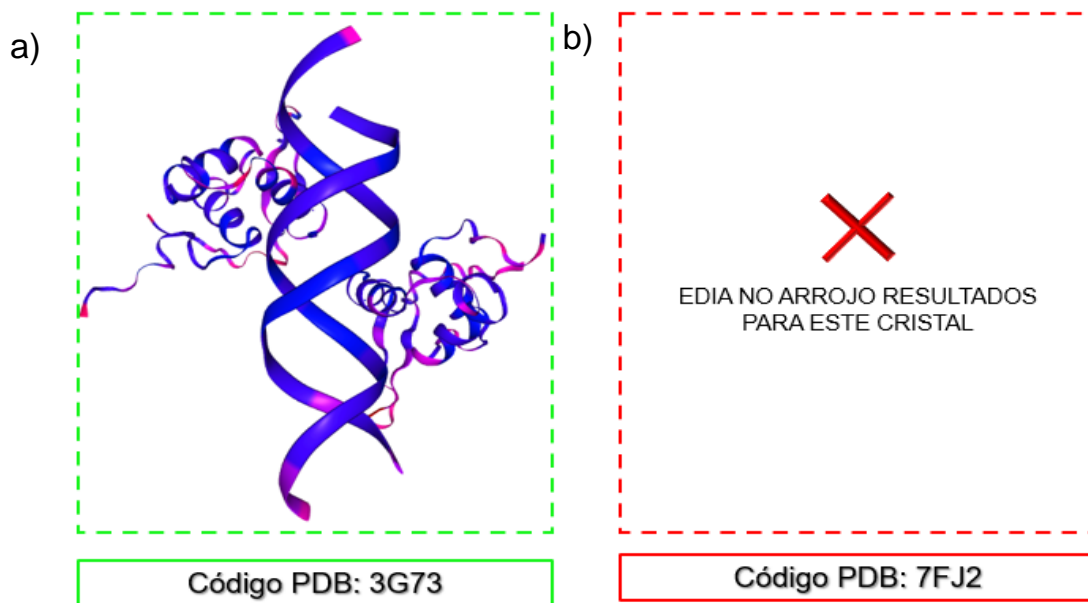 a)
b)
EDIA NO ARROJO RESULTADOS
PARA ESTE CRISTAL
Código PDB: 3G73
Código PDB: 7FJ2